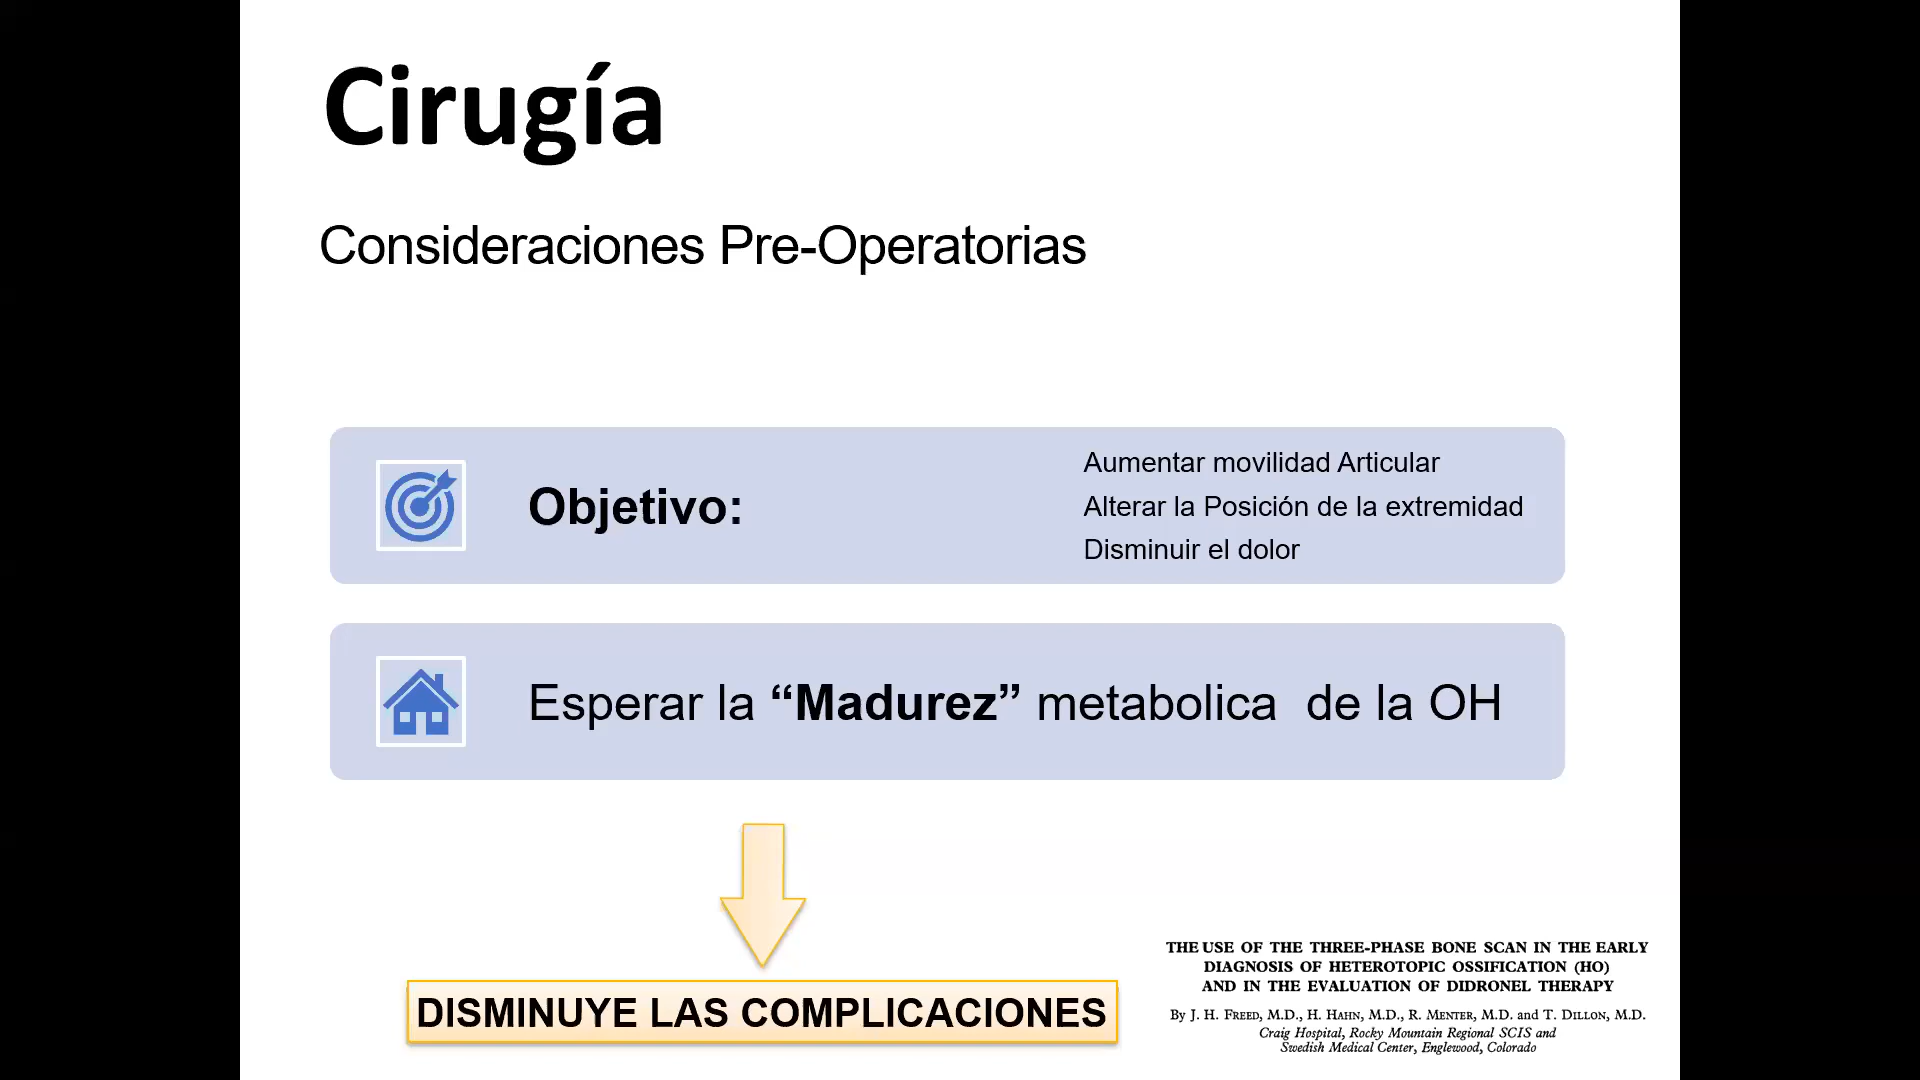 Cirugía
Consideraciones Pre-Operatorias
Objetivo:
Aumentar movilidad Articular
Alterar la Posición de la extremidad
Disminuir el dolor
Esperar la “Madurez” metabolica de la OH
DISMINUYE LAS COMPLICACIONES
THE USE OF THE THREE-PHASE BONE SCAN IN THE EARLY
DIAGNOSIS OF HETEROTOPIC OSSIFICATION (HO)
AND IN THE EVALUATION OF DIDRONEL THERAPY
By J. H. FREED, M.D., H. HAHN, M.D., R. MENTER, M.D. and T. DILLON, M.D.
Craig Hospital, Rocky Mountain Regional SCIS and
Swedish Medical Center, Englewood, Colorado